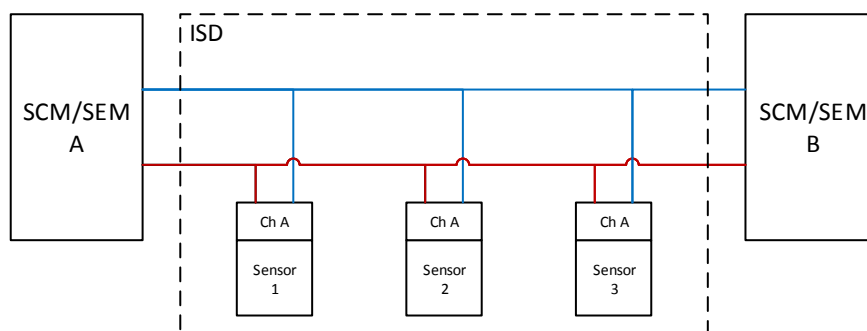 ISD
SCM/SEM
A
SCM/SEM
B
Ch A
Ch A
Ch A
Sensor
1
Sensor
2
Sensor
3